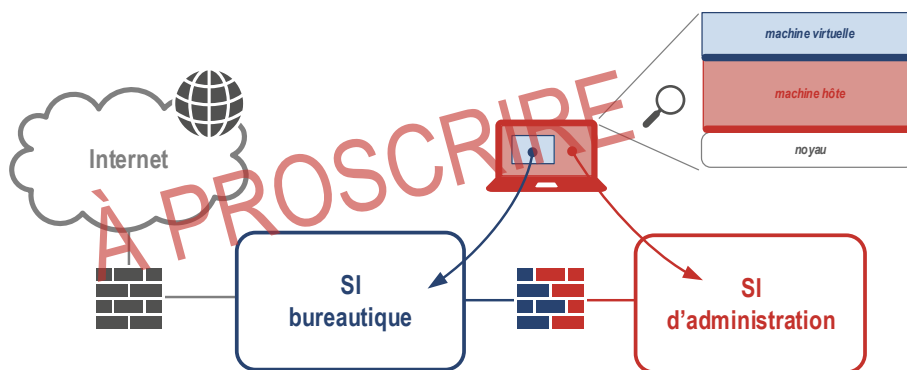 machine virtuelle
machine hôte
noyau
Internet
À PROSCRIRE
SI
bureautique
SI
d'administration